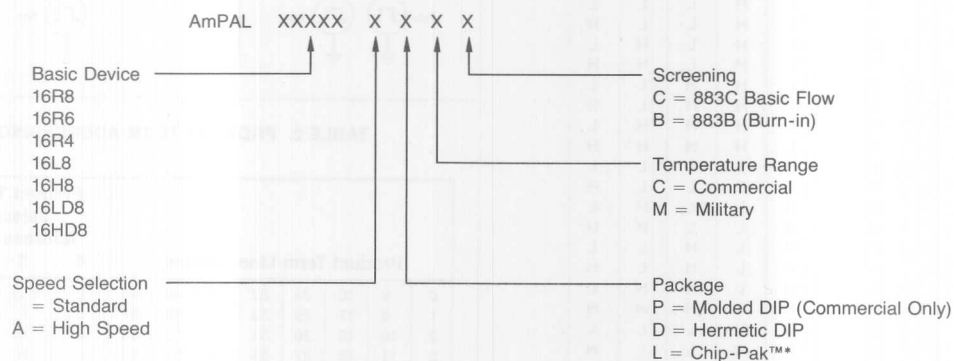 AmPAL XXXXX X X X X
Basic Device
16R8
16R6
16R4
16L8
16H8
16LD8
16HD8
Speed Selection
= Standard
A = High Speed
Screening
C = 883C Basic Flow
B = 883B (Burn-in)
Temperature Range
C = Commercial
M = Military
Package
P = Molded DIP (Commercial Only)
D = Hermetic DIP
L = Chip-Pak™*